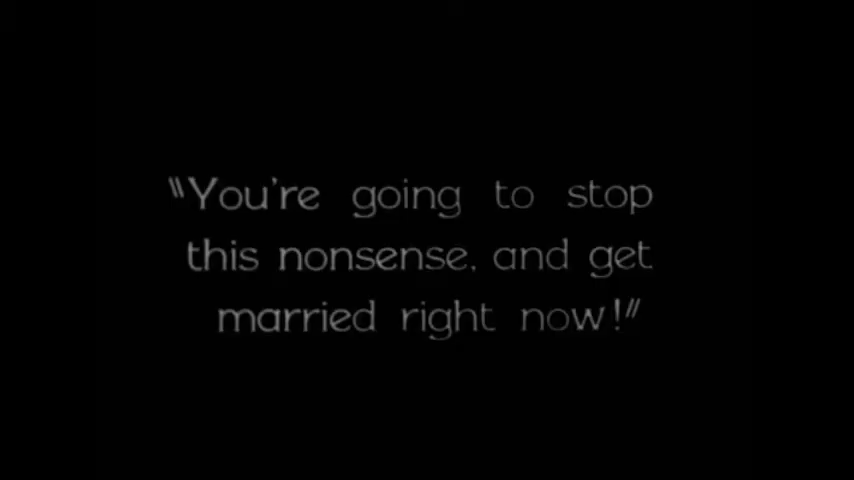 "You're going to stop
this nonsense, and get
married right now!"